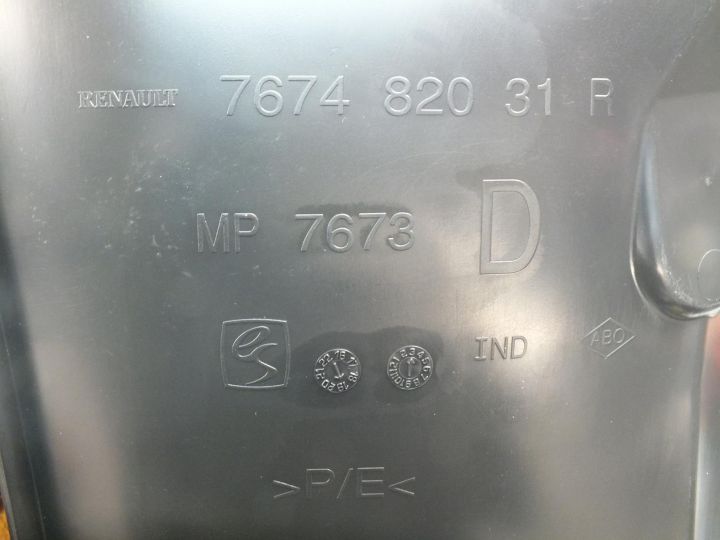 RENAULT 7674 820 31 R
MP 7673 D
IND ABO
>P/E<